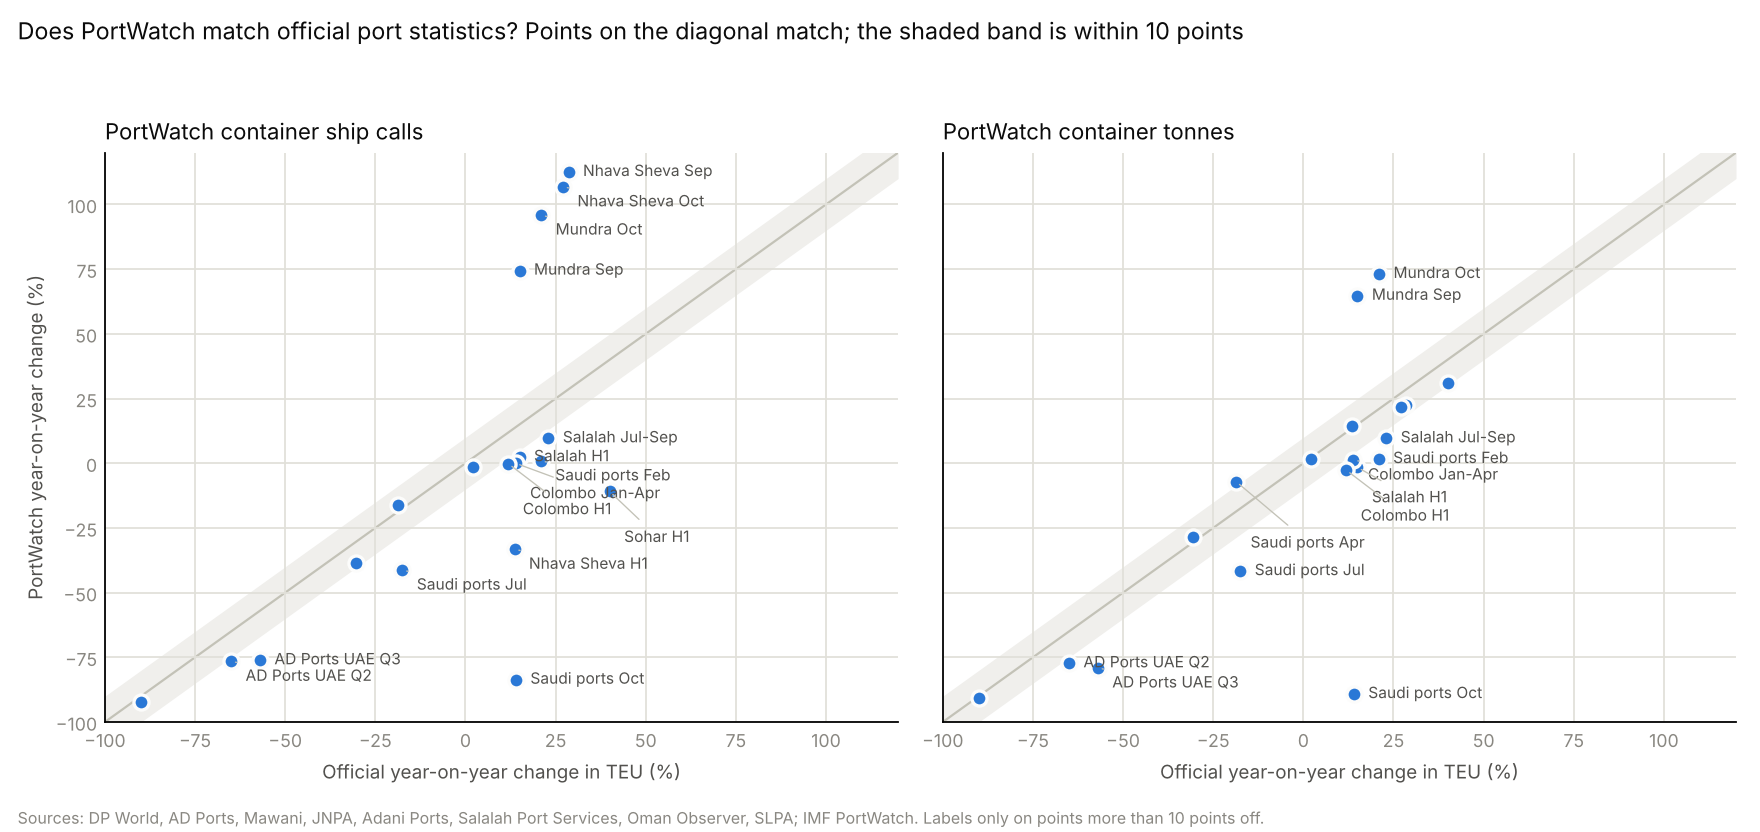 Does PortWatch match official port statistics? Points on the diagonal match; the shaded band is within 10 points
PortWatch container ship calls
Nhava Sheva Sep
Nhava Sheva Oct
Mundra Oct
Mundra Sep
Salalah Jul-Sep
Salalah H1
Saudi ports Feb
Colombo Jan-Apr
Colombo H1
Sohar H1
Nhava Sheva H1
Saudi ports Jul
AD Ports UAE Q3
AD Ports UAE Q2
Saudi ports Oct
100
75
50
25
0
−25
−50
−75
−100
PortWatch year-on-year change (%)
−100 −75 −50 −25 0 25 50 75 100
Official year-on-year change in TEU (%)
PortWatch container tonnes
Mundra Oct
Mundra Sep
Salalah Jul-Sep
Saudi ports Feb
Colombo Jan-Apr
Salalah H1
Colombo H1
Saudi ports Apr
Saudi ports Jul
AD Ports UAE Q2
AD Ports UAE Q3
Saudi ports Oct
−100 −75 −50 −25 0 25 50 75 100
Official year-on-year change in TEU (%)
Sources: DP World, AD Ports, Mawani, JNPA, Adani Ports, Salalah Port Services, Oman Observer, SLPA; IMF PortWatch. Labels only on points more than 10 points off.